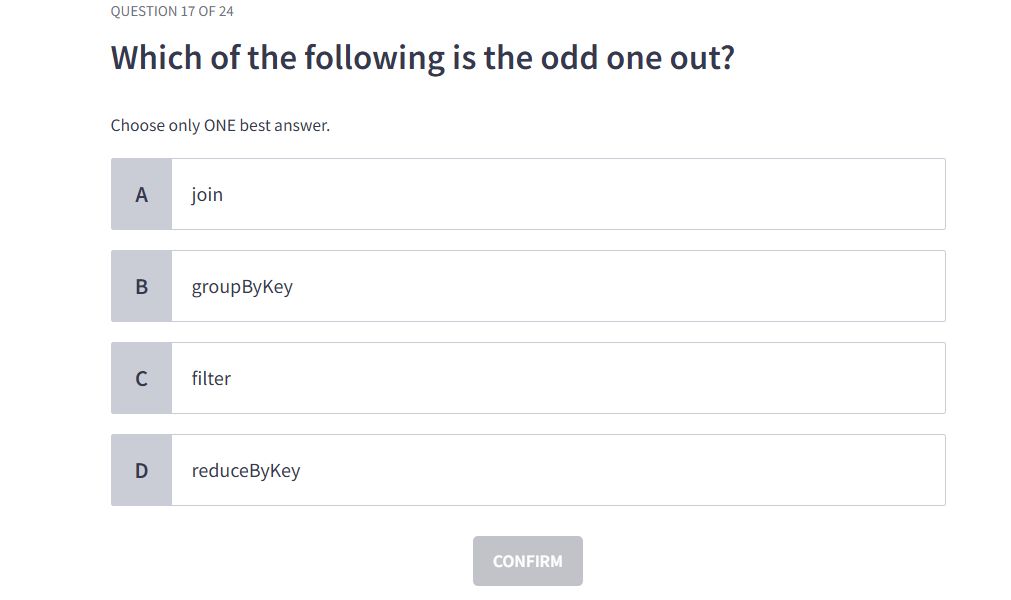 QUESTION 17 OF 24
Which of the following is the odd one out?
Choose only ONE best answer.
A join
B groupByKey
C filter
D reduceByKey
CONFIRM